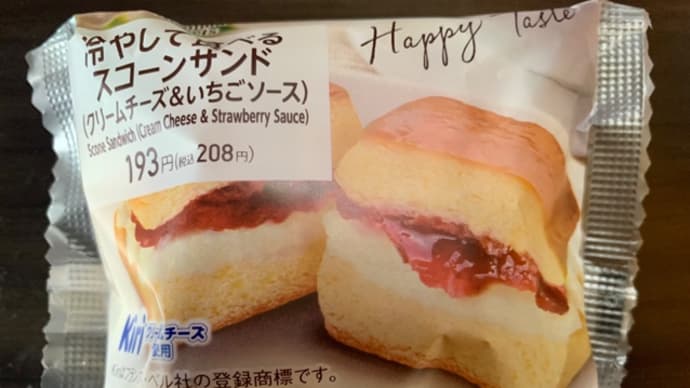 冷やして食べる
スコーンサンド
(クリームチーズ&いちごソース)
Scone Sandwich (Cream Cheese & Strawberry Sauce)
193円(税込208円)
Happy Taste
Kiri クリームチーズ
使用
ベル社の登録商標です。